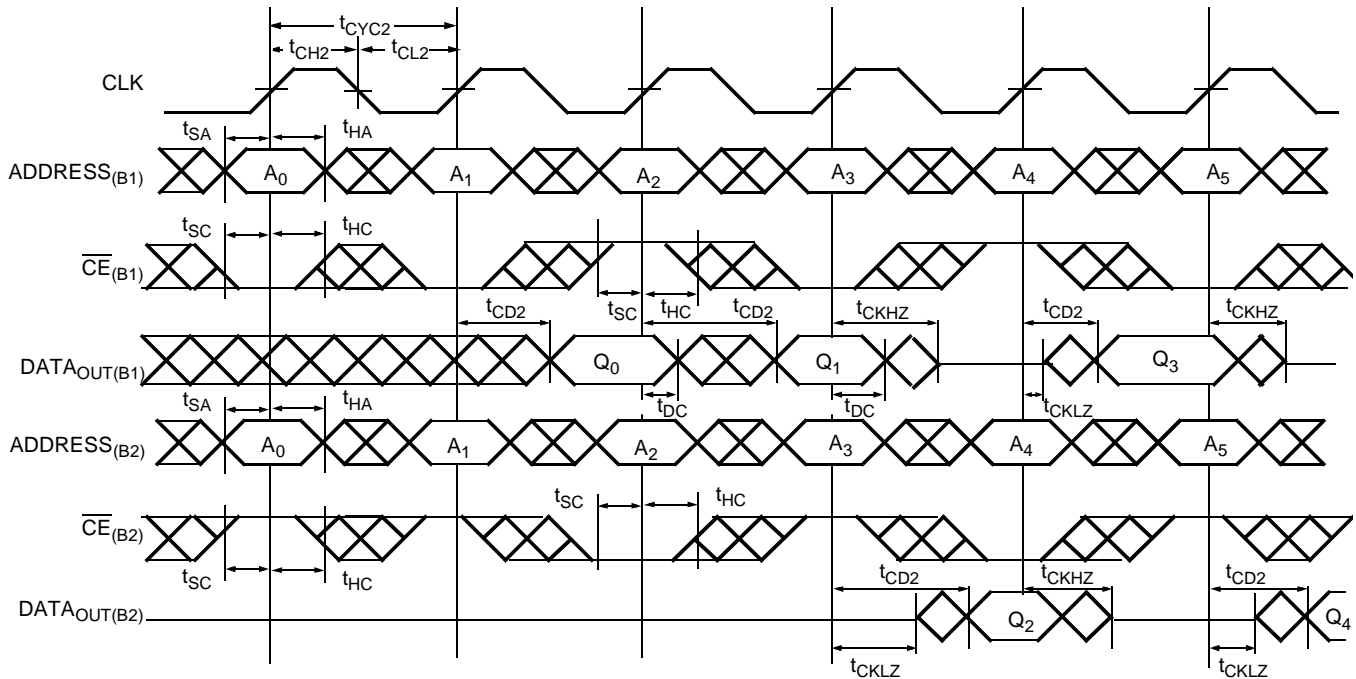 tCYC2
tCH2 tCL2
CLK
tSA tHA
ADDRESS(B1) A0 A1 A2 A3 A4 A5
tSC tHC
CE(B1)
tCD2 tSC tHC tCD2 tCKHZ tCD2 tCKHZ
DATAOUT(B1) Q0 Q1 Q3
tSA tHA tDC tDC tCKLZ
ADDRESS(B2) A0 A1 A2 A3 A4 A5
tSC tHC
CE(B2)
tSC tHC tCD2 tCKHZ tCD2
DATAOUT(B2) Q2 Q4
tCKLZ tCKLZ